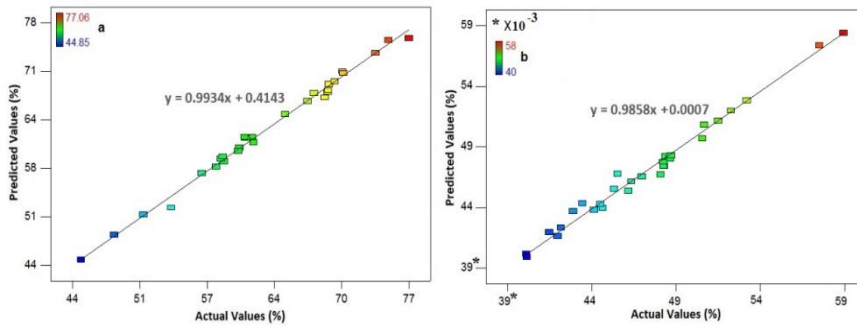 78
77.06
a
44.85
71
64
58
51
44
y = 0.9934x + 0.4143
Predicted Values (%)
44 51 57 64 70 77
Actual Values (%)
59
* X10-3
58
b
40
54
49
44
39*
y = 0.9858x +0.0007
Predicted Values (%)
39* 44 49 54 59
Actual Values (%)